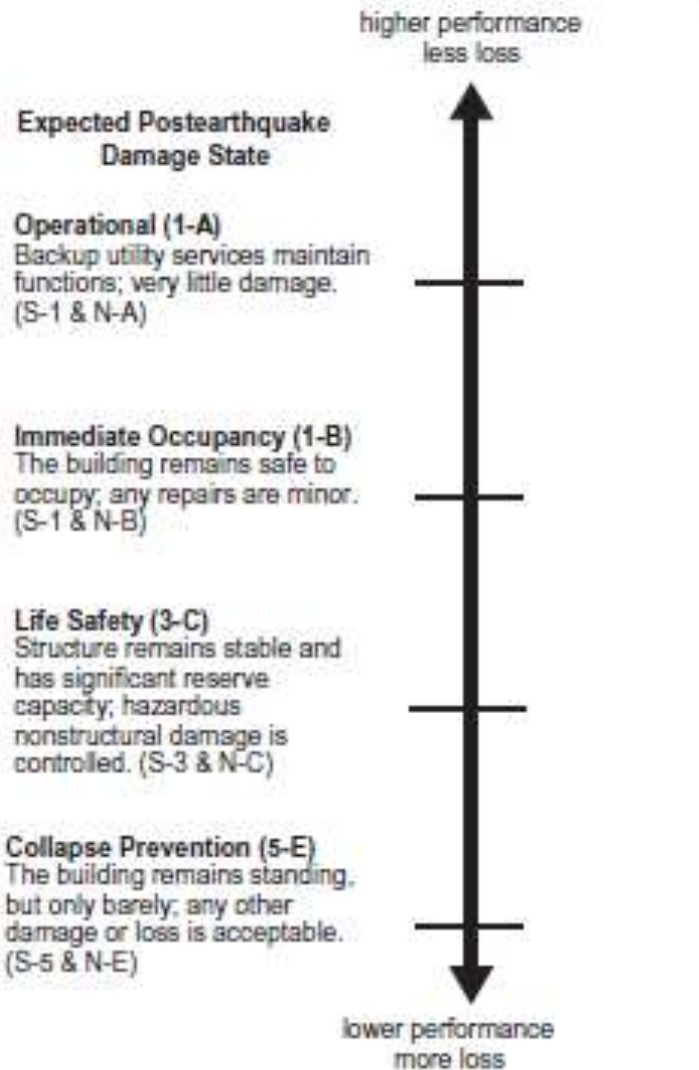 higher performance
less loss
Expected Postearthquake
Damage State
Operational (1-A)
Backup utility services maintain
functions; very little damage.
(S-1 & N-A)
Immediate Occupancy (1-B)
The building remains safe to
occupy; any repairs are minor.
(S-1 & N-B)
Life Safety (3-C)
Structure remains stable and
has significant reserve
capacity; hazardous
nonstructural damage is
controlled. (S-3 & N-C)
Collapse Prevention (5-E)
The building remains standing,
but only barely; any other
damage or loss is acceptable.
(S-5 & N-E)
lower performance
more loss